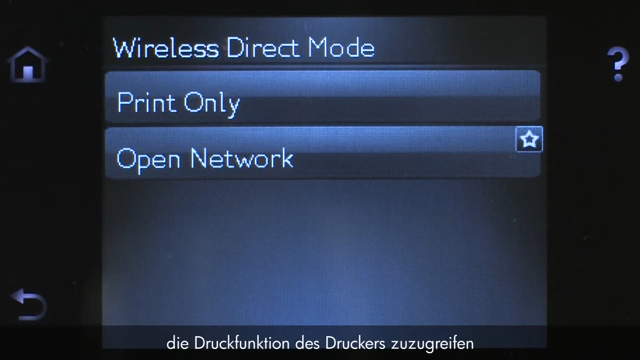 Wireless Direct Mode
Print Only
Open Network
die Druckfunktion des Druckers zuzugreifen